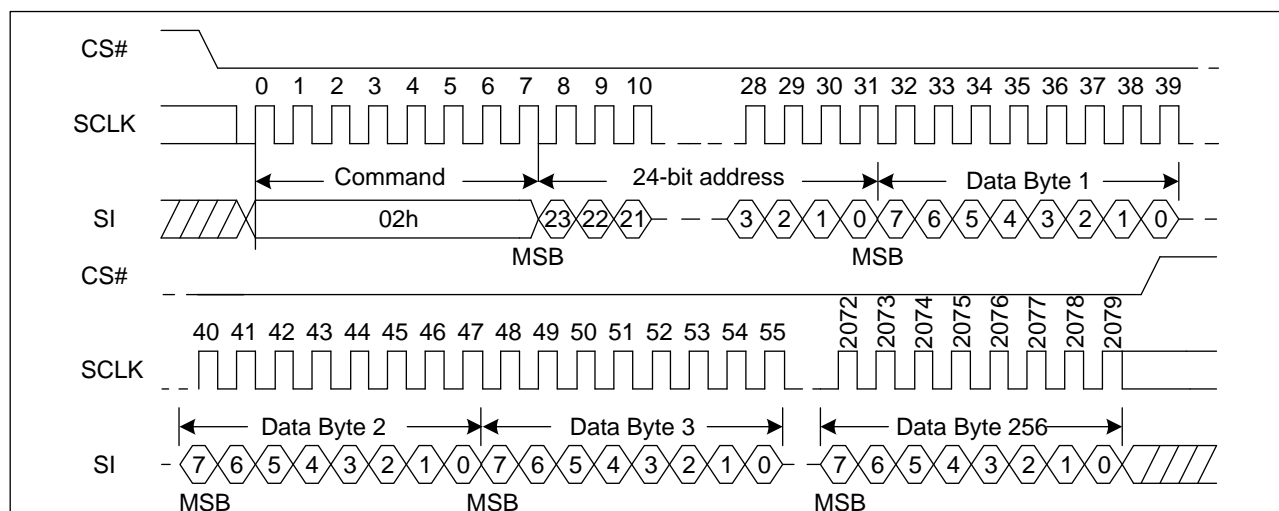 CS#
0 1 2 3 4 5 6 7 8 9 10 28 29 30 31 32 33 34 35 36 37 38 39
SCLK
Command 24-bit address Data Byte 1
SI 02h 23 22 21 3 2 1 0 7 6 5 4 3 2 1 0
MSB MSB
CS#
40 41 42 43 44 45 46 47 48 49 50 51 52 53 54 55 2072 2073 2074 2075 2076 2077 2078 2079
SCLK
Data Byte 2 Data Byte 3 Data Byte 256
SI 7 6 5 4 3 2 1 0 7 6 5 4 3 2 1 0 7 6 5 4 3 2 1 0
MSB MSB MSB